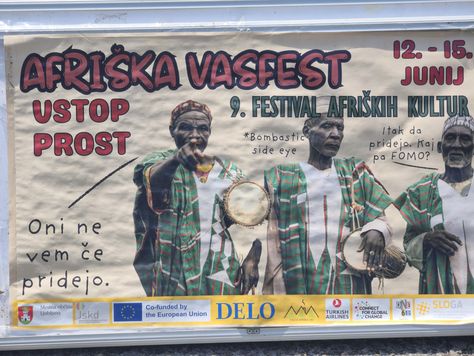 AFRIŠKA VASFEST
12. - 15.
JUNIJ
USTOP
PROST
9. FESTIVAL AFRIŠKIH KULTUR
*Bombastic
side eye
Itak da
pridejo. Kaj
pa FOMO?
Oni ne
vem če
pridejo.
Ljubljana
Jskd
Co-funded by
the European Union
DELO
TURKISH
AIRLINES
CONNECT
FOR GLOBAL
CHANGE
SLOGA